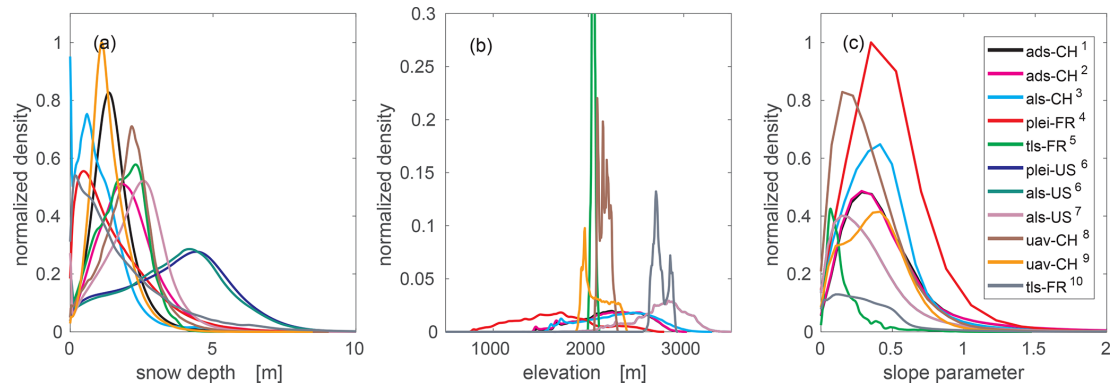 (a)
normalized density
1
0.8
0.6
0.4
0.2
0
0 5 10
snow depth [m]
(b)
normalized density
0.3
0.25
0.2
0.15
0.1
0.05
0
1000 2000 3000
elevation [m]
(c)
normalized density
1
0.8
0.6
0.4
0.2
0
0 0.5 1 1.5 2
slope parameter
ads-CH 1
ads-CH 2
als-CH 3
plei-FR 4
tls-FR 5
plei-US 6
als-US 6
als-US 7
uav-CH 8
uav-CH 9
tls-FR 10